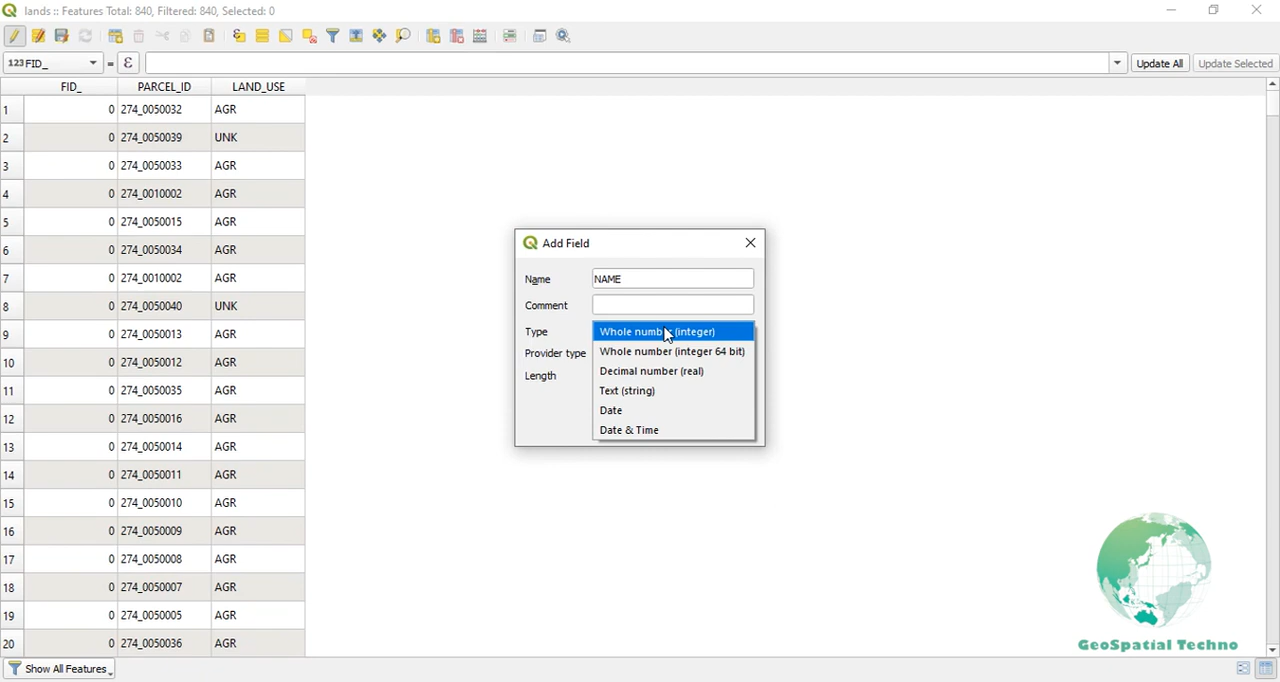 lands :: Features Total: 840, Filtered: 840, Selected: 0
123 FID_ = ε Update All Update Selected
FID_ PARCEL_ID LAND_USE
1 0 274_0050032 AGR
2 0 274_0050039 UNK
3 0 274_0050033 AGR
4 0 274_0010002 AGR
5 0 274_0050015 AGR
6 0 274_0050034 AGR
7 0 274_0010002 AGR
8 0 274_0050040 UNK
9 0 274_0050013 AGR
10 0 274_0050012 AGR
11 0 274_0050035 AGR
12 0 274_0050016 AGR
13 0 274_0050014 AGR
14 0 274_0050011 AGR
15 0 274_0050010 AGR
16 0 274_0050009 AGR
17 0 274_0050008 AGR
18 0 274_0050007 AGR
19 0 274_0050005 AGR
20 0 274_0050036 AGR
Add Field
Name NAME
Comment
Type Whole number (integer)
Provider type Whole number (integer 64 bit)
Length Decimal number (real)
Text (string)
Date
Date & Time
GeoSpatial Techno
Show All Features